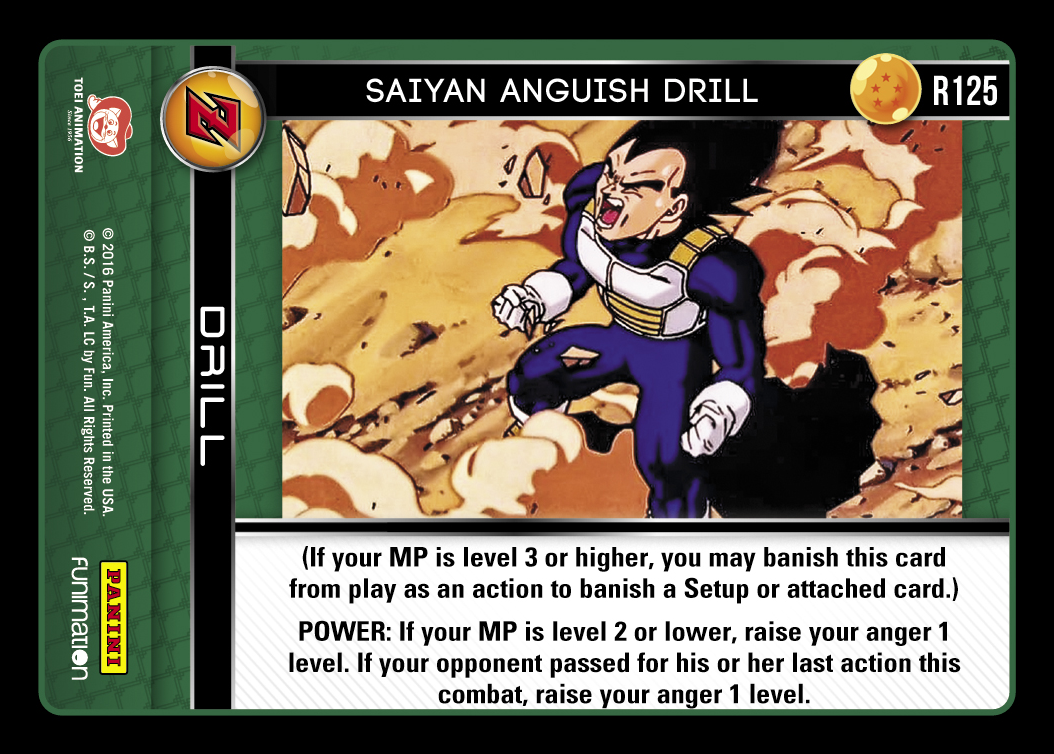 SAIYAN ANGUISH DRILL
R125
DRILL
TOEI ANIMATION
Since 1956
© 2016 Panini America, Inc. Printed in the USA.
© B.S./ S. , T.A. LC by Fun. All Rights Reserved.
PANINI
FUNIMATION
(If your MP is level 3 or higher, you may banish this card
from play as an action to banish a Setup or attached card.)
POWER: If your MP is level 2 or lower, raise your anger 1
level. If your opponent passed for his or her last action this
combat, raise your anger 1 level.